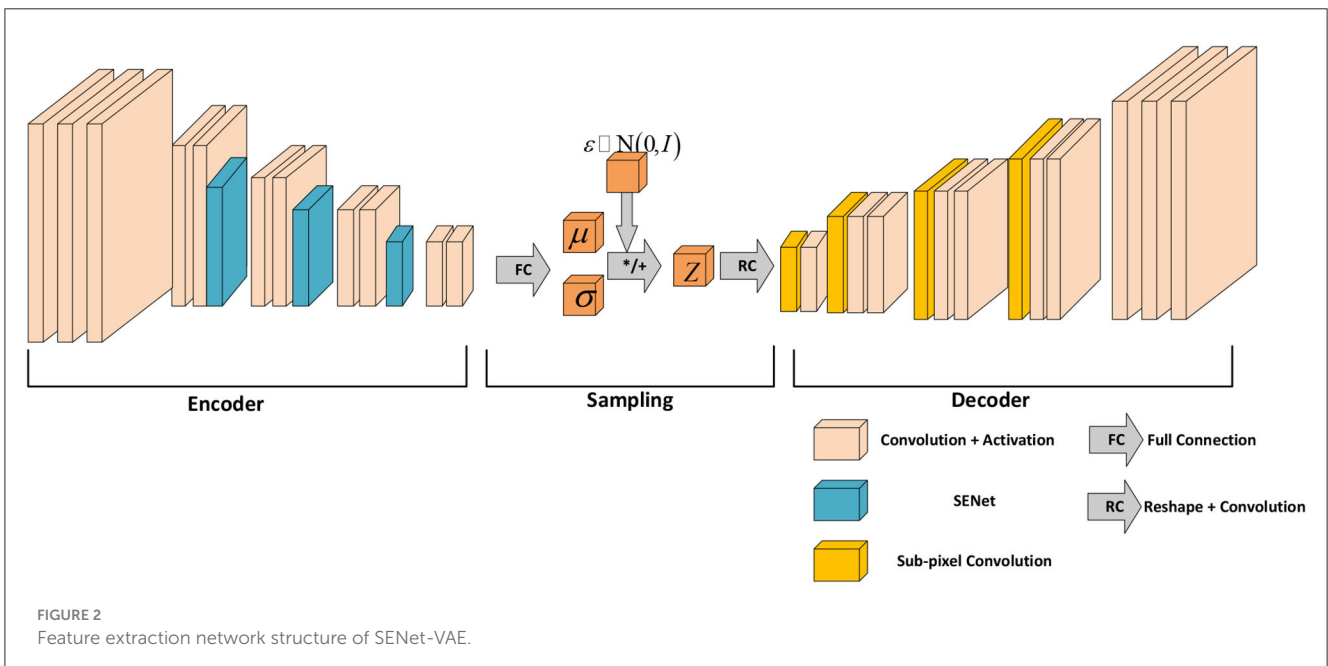 ε □ N(0,I)
μ
FC
*/+
Z
RC
σ
Encoder
Sampling
Decoder
Convolution + Activation
FC
Full Connection
SENet
RC
Reshape + Convolution
Sub-pixel Convolution
FIGURE 2
Feature extraction network structure of SENet-VAE.